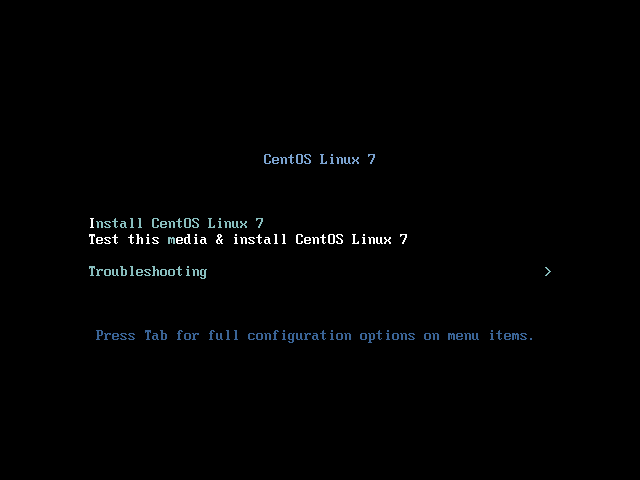 CentOS Linux 7
Install CentOS Linux 7
Test this media & install CentOS Linux 7
Troubleshooting >
Press Tab for full configuration options on menu items.